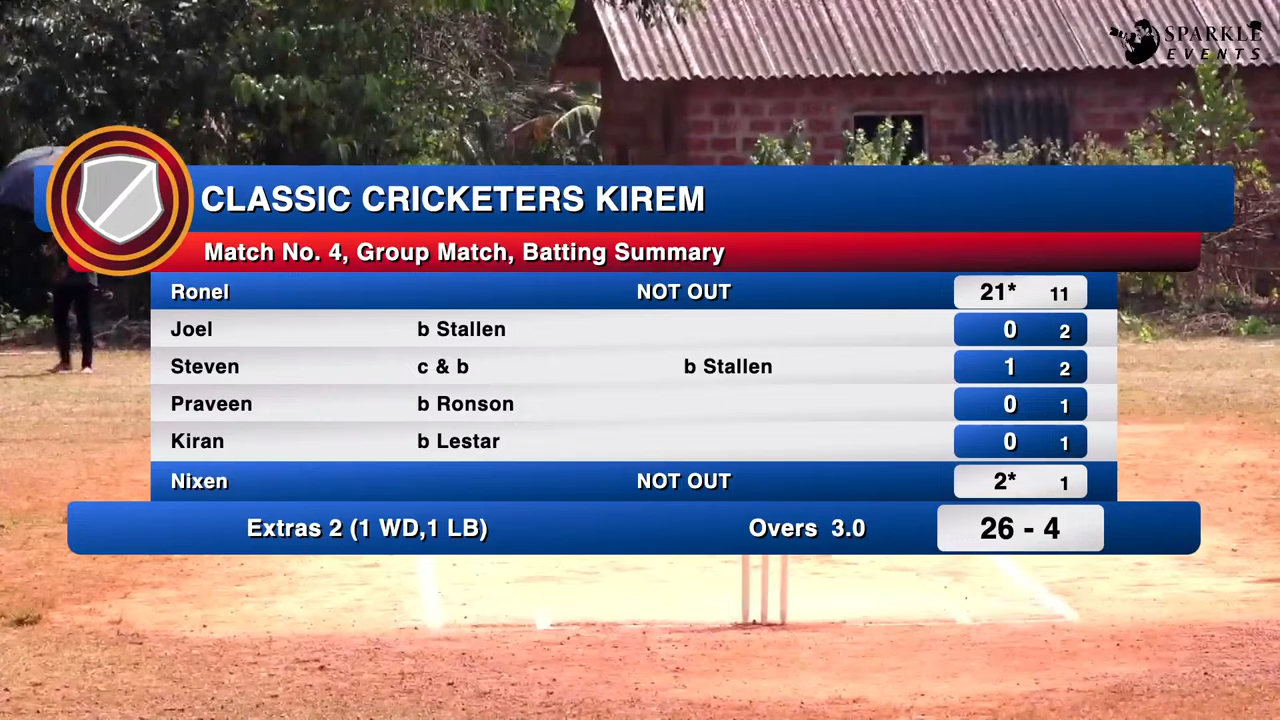 SPARKLE
EVENTS
CLASSIC CRICKETERS KIREM
Match No. 4, Group Match, Batting Summary
Ronel NOT OUT 21* 11
Joel b Stallen 0 2
Steven c & b b Stallen 1 2
Praveen b Ronson 0 1
Kiran b Lestar 0 1
Nixen NOT OUT 2* 1
Extras 2 (1 WD,1 LB) Overs 3.0 26 - 4